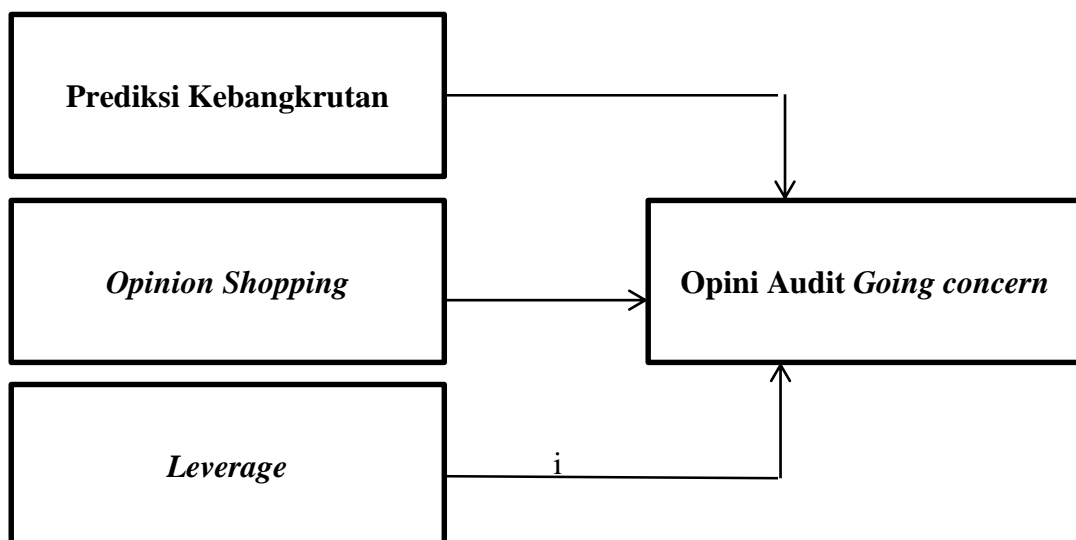 Prediksi Kebangkrutan
Opinion Shopping
Opini Audit Going concern
Leverage
i